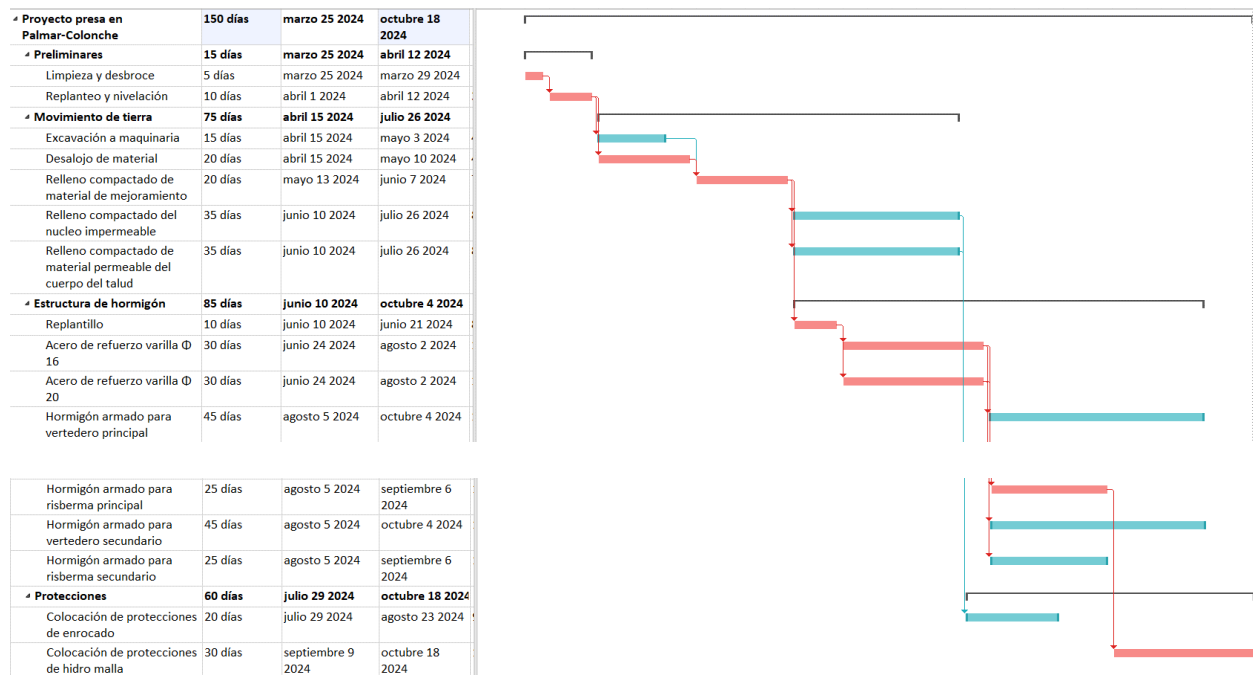 Proyecto presa en 150 días marzo 25 2024 octubre 18
Palmar-Colonche 2024
Preliminares 15 días marzo 25 2024 abril 12 2024
Limpieza y desbroce 5 días marzo 25 2024 marzo 29 2024
Replanteo y nivelación 10 días abril 1 2024 abril 12 2024
Movimiento de tierra 75 días abril 15 2024 julio 26 2024
Excavación a maquinaria 15 días abril 15 2024 mayo 3 2024
Desalojo de material 20 días abril 15 2024 mayo 10 2024
Relleno compactado de 20 días mayo 13 2024 junio 7 2024
material de mejoramiento
Relleno compactado del 35 días junio 10 2024 julio 26 2024
nucleo impermeable
Relleno compactado de 35 días junio 10 2024 julio 26 2024
material permeable del
cuerpo del talud
Estructura de hormigón 85 días junio 10 2024 octubre 4 2024
Replantillo 10 días junio 10 2024 junio 21 2024
Acero de refuerzo varilla Φ 30 días junio 24 2024 agosto 2 2024
16
Acero de refuerzo varilla Φ 30 días junio 24 2024 agosto 2 2024
20
Hormigón armado para 45 días agosto 5 2024 octubre 4 2024
vertedero principal
Hormigón armado para 25 días agosto 5 2024 septiembre 6
risberma principal 2024
Hormigón armado para 45 días agosto 5 2024 octubre 4 2024
vertedero secundario
Hormigón armado para 25 días agosto 5 2024 septiembre 6
risberma secundario 2024
Protecciones 60 días julio 29 2024 octubre 18 2024
Colocación de protecciones 20 días julio 29 2024 agosto 23 2024
de enrocado
Colocación de protecciones 30 días septiembre 9 octubre 18
de hidro malla 2024 2024